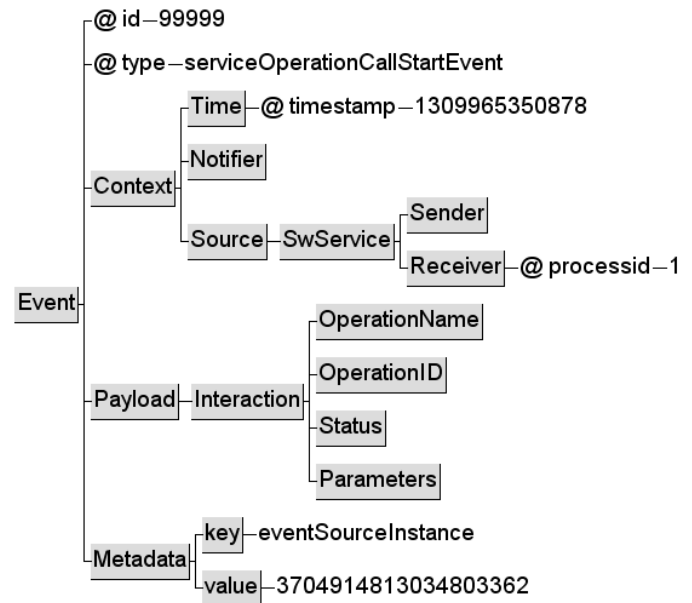 @ id 99999
@ type serviceOperationCallStartEvent
Time @ timestamp 1309965350878
Notifier
Context
Sender
Source SwService
Receiver @ processid 1
Event
OperationName
OperationID
Payload Interaction
Status
Parameters
key eventSourceInstance
Metadata
value 3704914813034803362